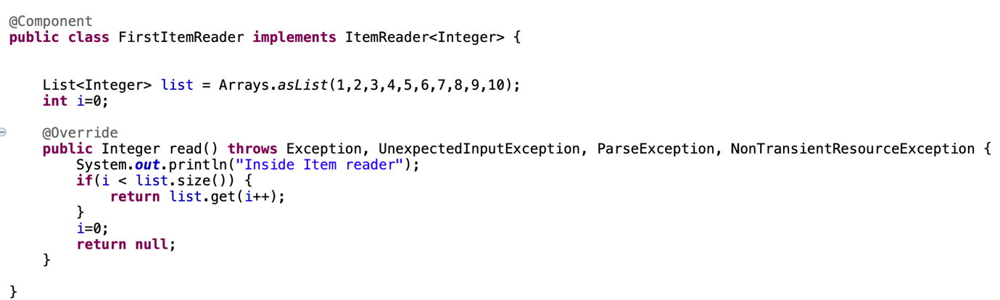 @Component
public class FirstItemReader implements ItemReader<Integer> {
List<Integer> list = Arrays.asList(1,2,3,4,5,6,7,8,9,10);
int i=0;
@Override
public Integer read() throws Exception, UnexpectedInputException, ParseException, NonTransientResourceException {
System.out.println("Inside Item reader");
if(i < list.size()) {
return list.get(i++);
}
i=0;
return null;
}
}